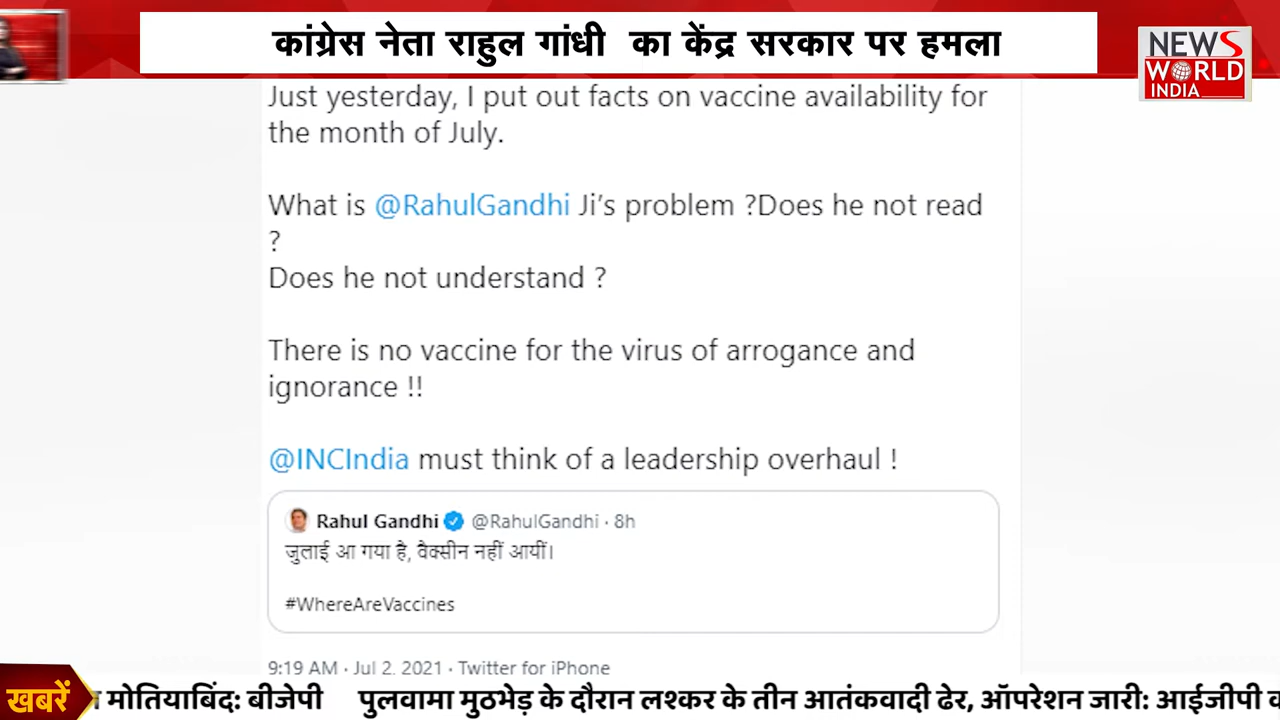 कांग्रेस नेता राहुल गांधी का केंद्र सरकार पर हमला
NEWS
WORLD
INDIA
Just yesterday, I put out facts on vaccine availability for
the month of July.
What is @RahulGandhi Ji’s problem ?Does he not read
?
Does he not understand ?
There is no vaccine for the virus of arrogance and
ignorance !!
@INCIndia must think of a leadership overhaul !
Rahul Gandhi @RahulGandhi · 8h
जुलाई आ गया है, वैक्सीन नहीं आयीं।
#WhereAreVaccines
9:19 AM · Jul 2, 2021 · Twitter for iPhone
खबरें मोतियाबिंद: बीजेपी पुलवामा मुठभेड़ के दौरान लश्कर के तीन आतंकवादी ढेर, ऑपरेशन जारी: आईजीपी